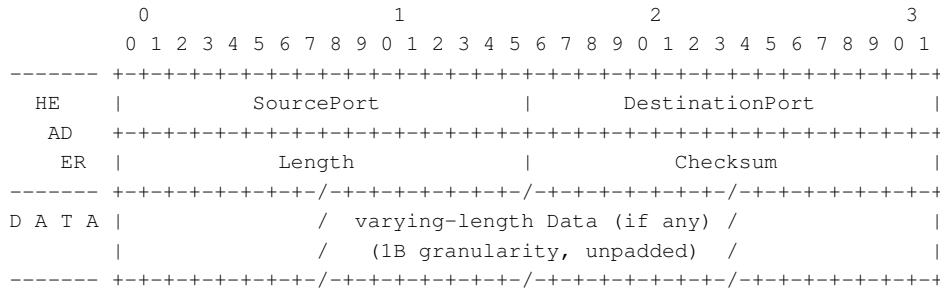 0                   1                   2                   3
               0 1 2 3 4 5 6 7 8 9 0 1 2 3 4 5 6 7 8 9 0 1 2 3 4 5 6 7 8 9 0 1
------- +-+-+-+-+-+-+-+-+-+-+-+-+-+-+-+-+-+-+-+-+-+-+-+-+-+-+-+-+-+-+-+-+
  HE    |          SourcePort           |       DestinationPort         |
   AD   +-+-+-+-+-+-+-+-+-+-+-+-+-+-+-+-+-+-+-+-+-+-+-+-+-+-+-+-+-+-+-+-+
    ER  |            Length             |           Checksum            |
------- +-+-+-+-+-+-+-+-/-+-+-+-+-+-+-+-/-+-+-+-+-+-+-+-/-+-+-+-+-+-+-+-+
D A T A |               /  varying-length Data (if any) /               |
        |               /   (1B granularity, unpadded)  /               |
------- +-+-+-+-+-+-+-+-/-+-+-+-+-+-+-+-/-+-+-+-+-+-+-+-/-+-+-+-+-+-+-+-+